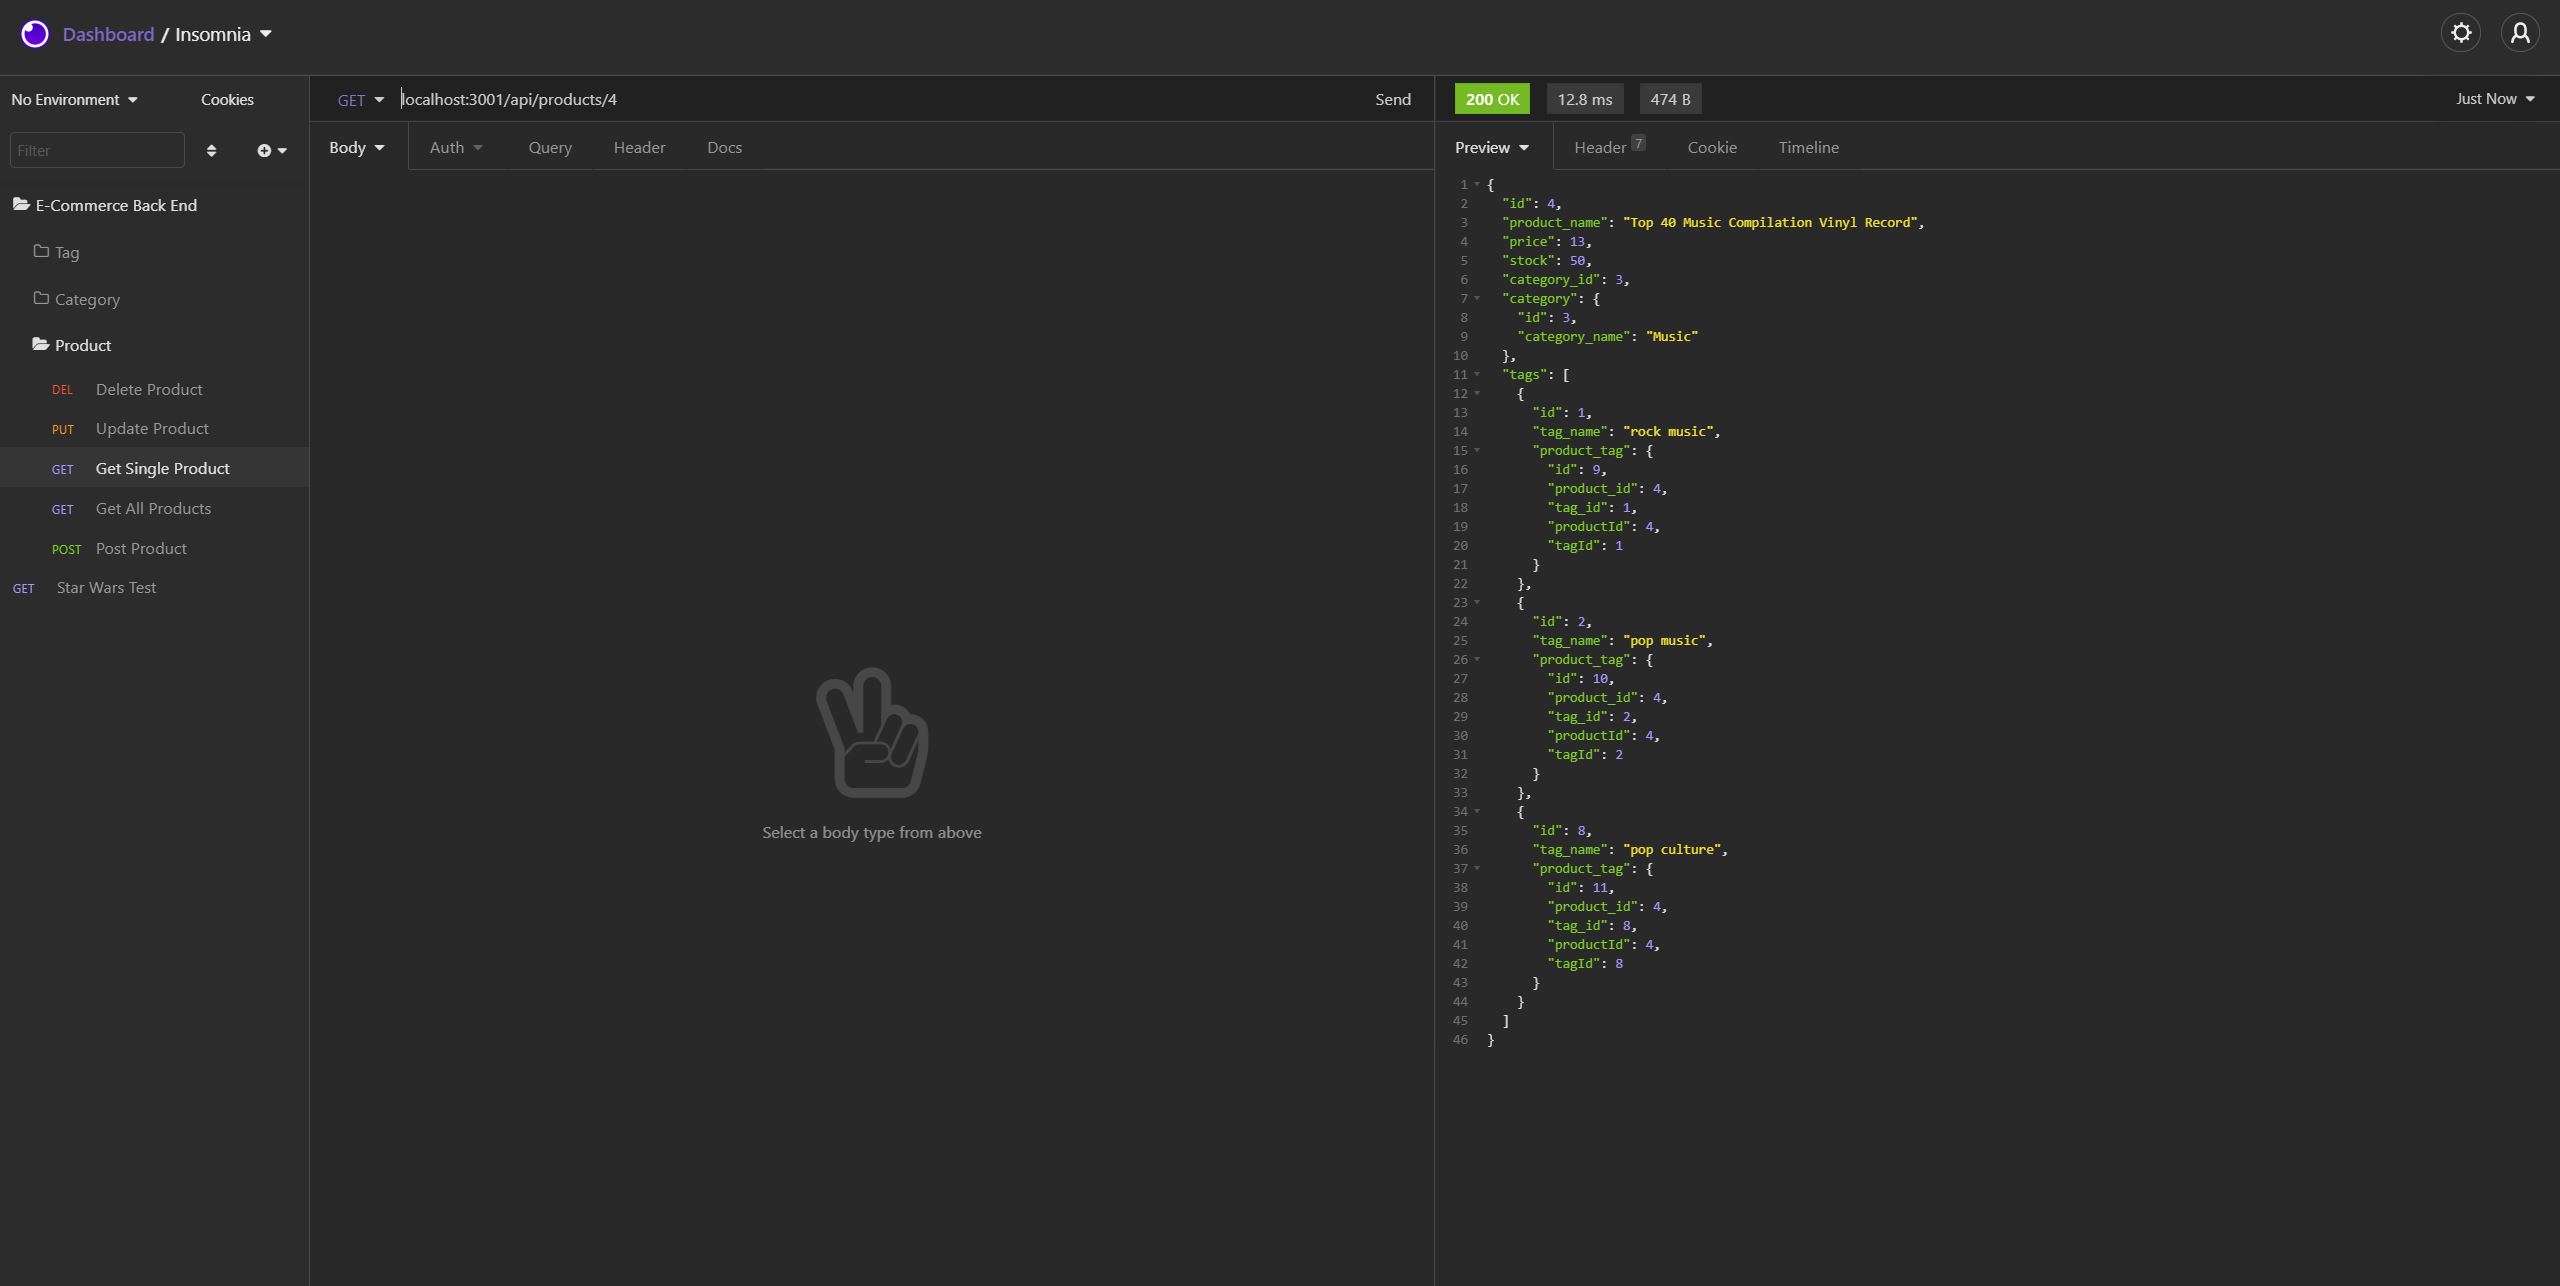 Dashboard / Insomnia
No Environment Cookies
Filter
E-Commerce Back End
Tag
Category
Product
DEL Delete Product
PUT Update Product
GET Get Single Product
GET Get All Products
POST Post Product
GET Star Wars Test
GET localhost:3001/api/products/4 Send
Body Auth Query Header Docs
Select a body type from above
200 OK 12.8 ms 474 B Just Now
Preview Header 7 Cookie Timeline
1 {
2 "id": 4,
3 "product_name": "Top 40 Music Compilation Vinyl Record",
4 "price": 13,
5 "stock": 50,
6 "category_id": 3,
7 "category": {
8 "id": 3,
9 "category_name": "Music"
10 },
11 "tags": [
12 {
13 "id": 1,
14 "tag_name": "rock music",
15 "product_tag": {
16 "id": 9,
17 "product_id": 4,
18 "tag_id": 1,
19 "productId": 4,
20 "tagId": 1
21 }
22 },
23 {
24 "id": 2,
25 "tag_name": "pop music",
26 "product_tag": {
27 "id": 10,
28 "product_id": 4,
29 "tag_id": 2,
30 "productId": 4,
31 "tagId": 2
32 }
33 },
34 {
35 "id": 8,
36 "tag_name": "pop culture",
37 "product_tag": {
38 "id": 11,
39 "product_id": 4,
40 "tag_id": 8,
41 "productId": 4,
42 "tagId": 8
43 }
44 }
45 ]
46 }